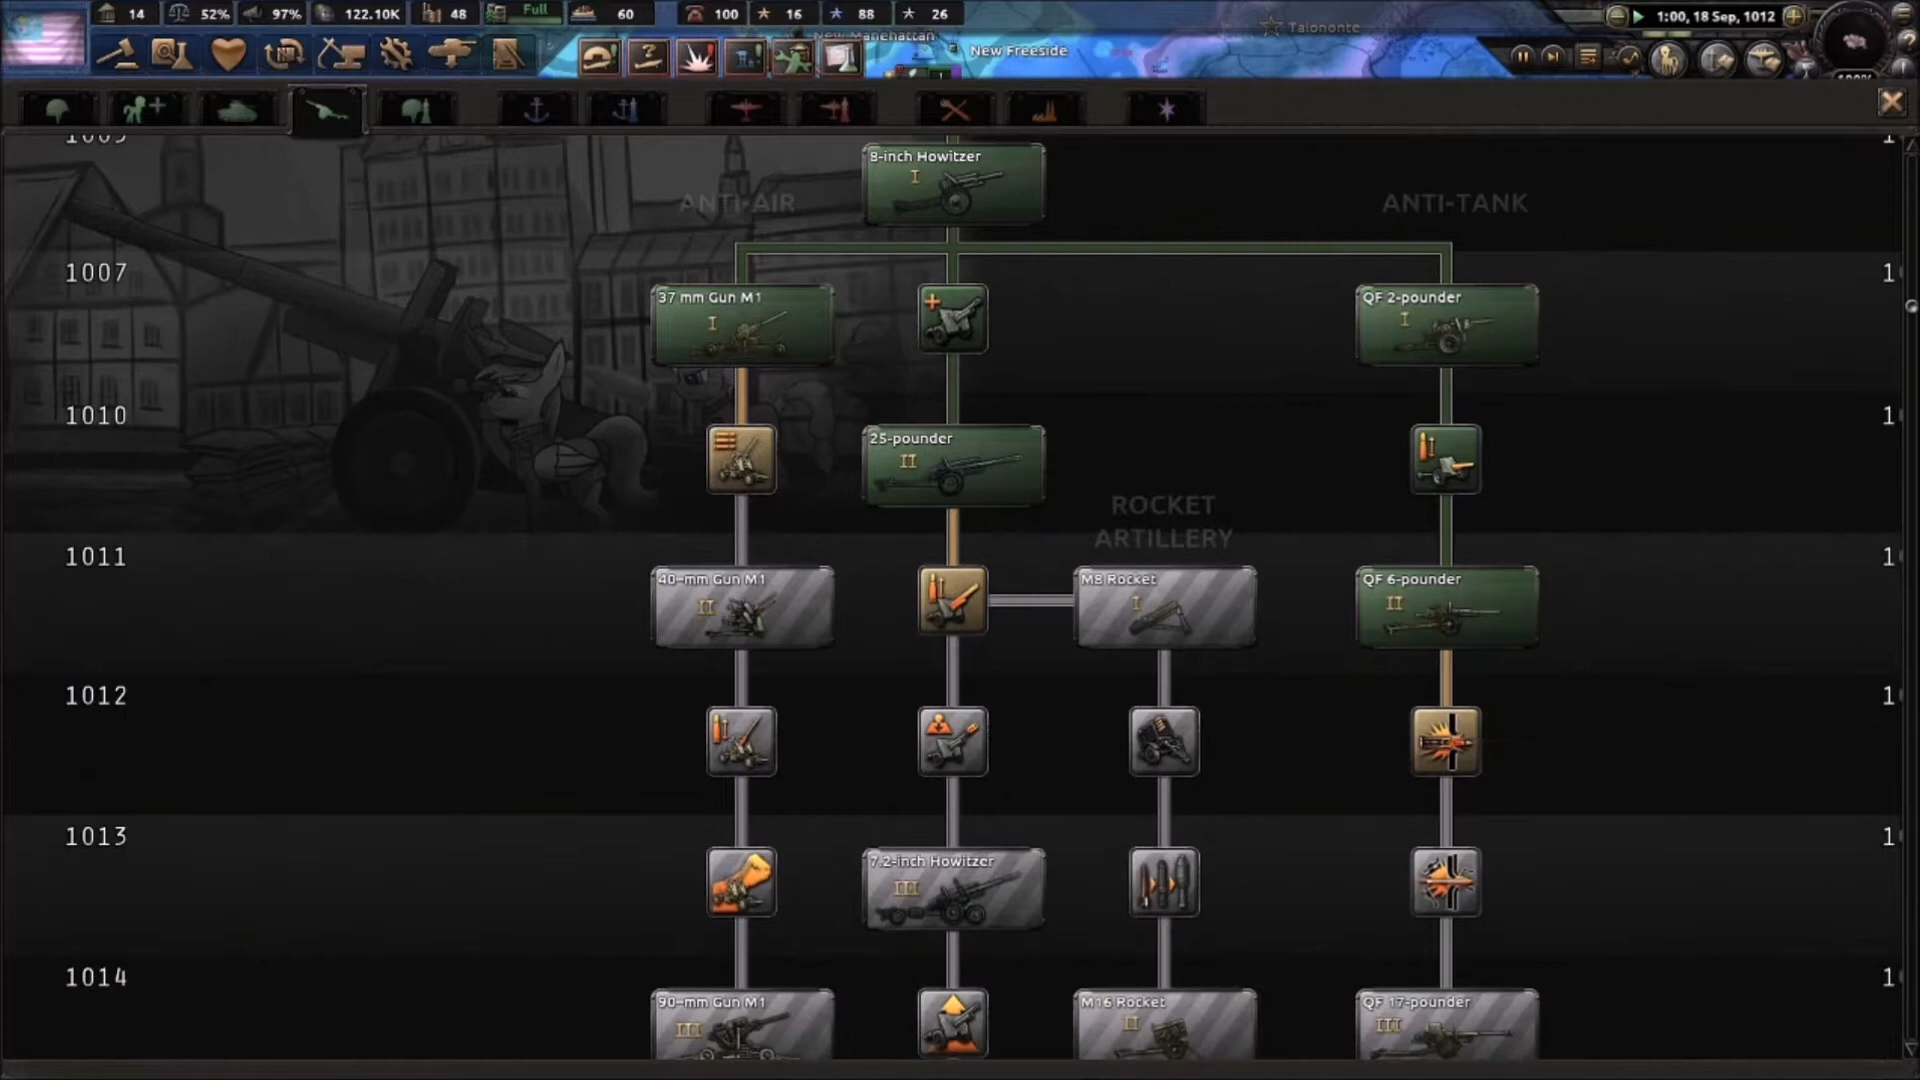 14 52% 97% 122.10K 48 Full 60 100 16 88 26
1:00, 18 Sep, 1012
New Manehattan
Talononte
New Freeside
100%
8-inch Howitzer
I
ANTI-AIR
ANTI-TANK
1007
37 mm Gun M1
I
QF 2-pounder
I
1010
25-pounder
II
ROCKET
ARTILLERY
1011
40-mm Gun M1
II
M8 Rocket
I
QF 6-pounder
II
1012
1013
7.2-inch Howitzer
III
1014
90-mm Gun M1
III
M16 Rocket
II
QF 17-pounder
III